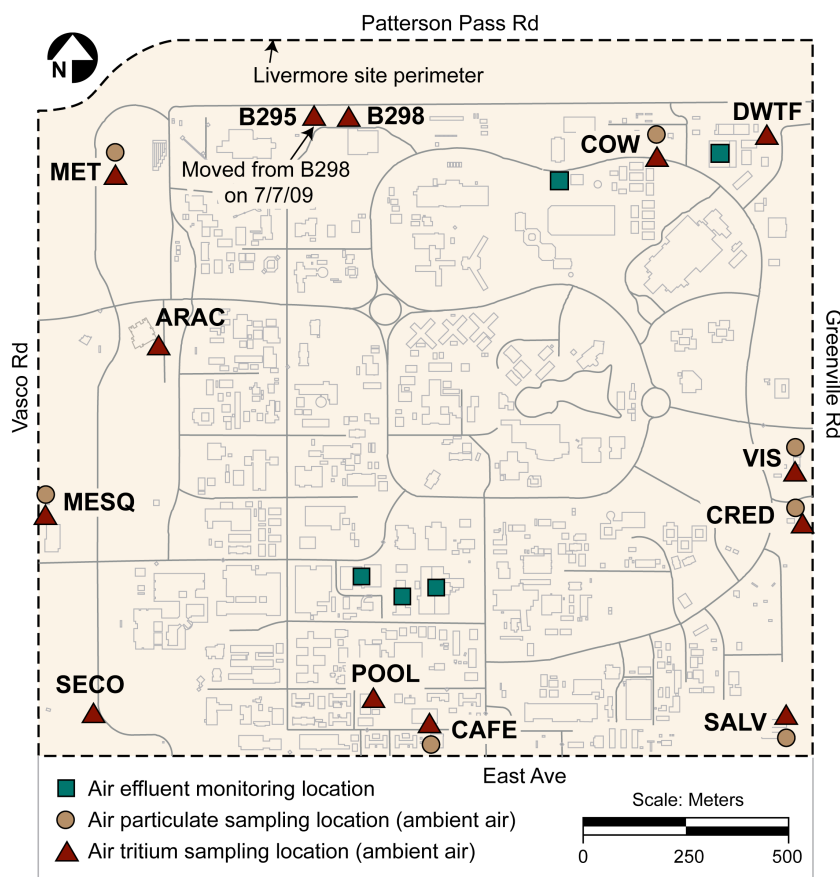 Patterson Pass Rd
N
Livermore site perimeter
B295
B298
DWTF
COW
MET
Moved from B298
on 7/7/09
ARAC
Vasco Rd
Greenville Rd
VIS
MESQ
CRED
SECO
POOL
CAFE
SALV
East Ave
Air effluent monitoring location
Air particulate sampling location (ambient air)
Air tritium sampling location (ambient air)
Scale: Meters
0 250 500